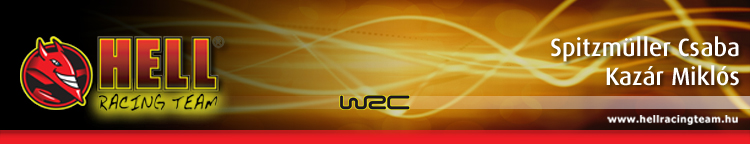 HELL®
RACING TEAM
WRC
Spitzmüller Csaba
Kazár Miklós
www.hellracingteam.hu